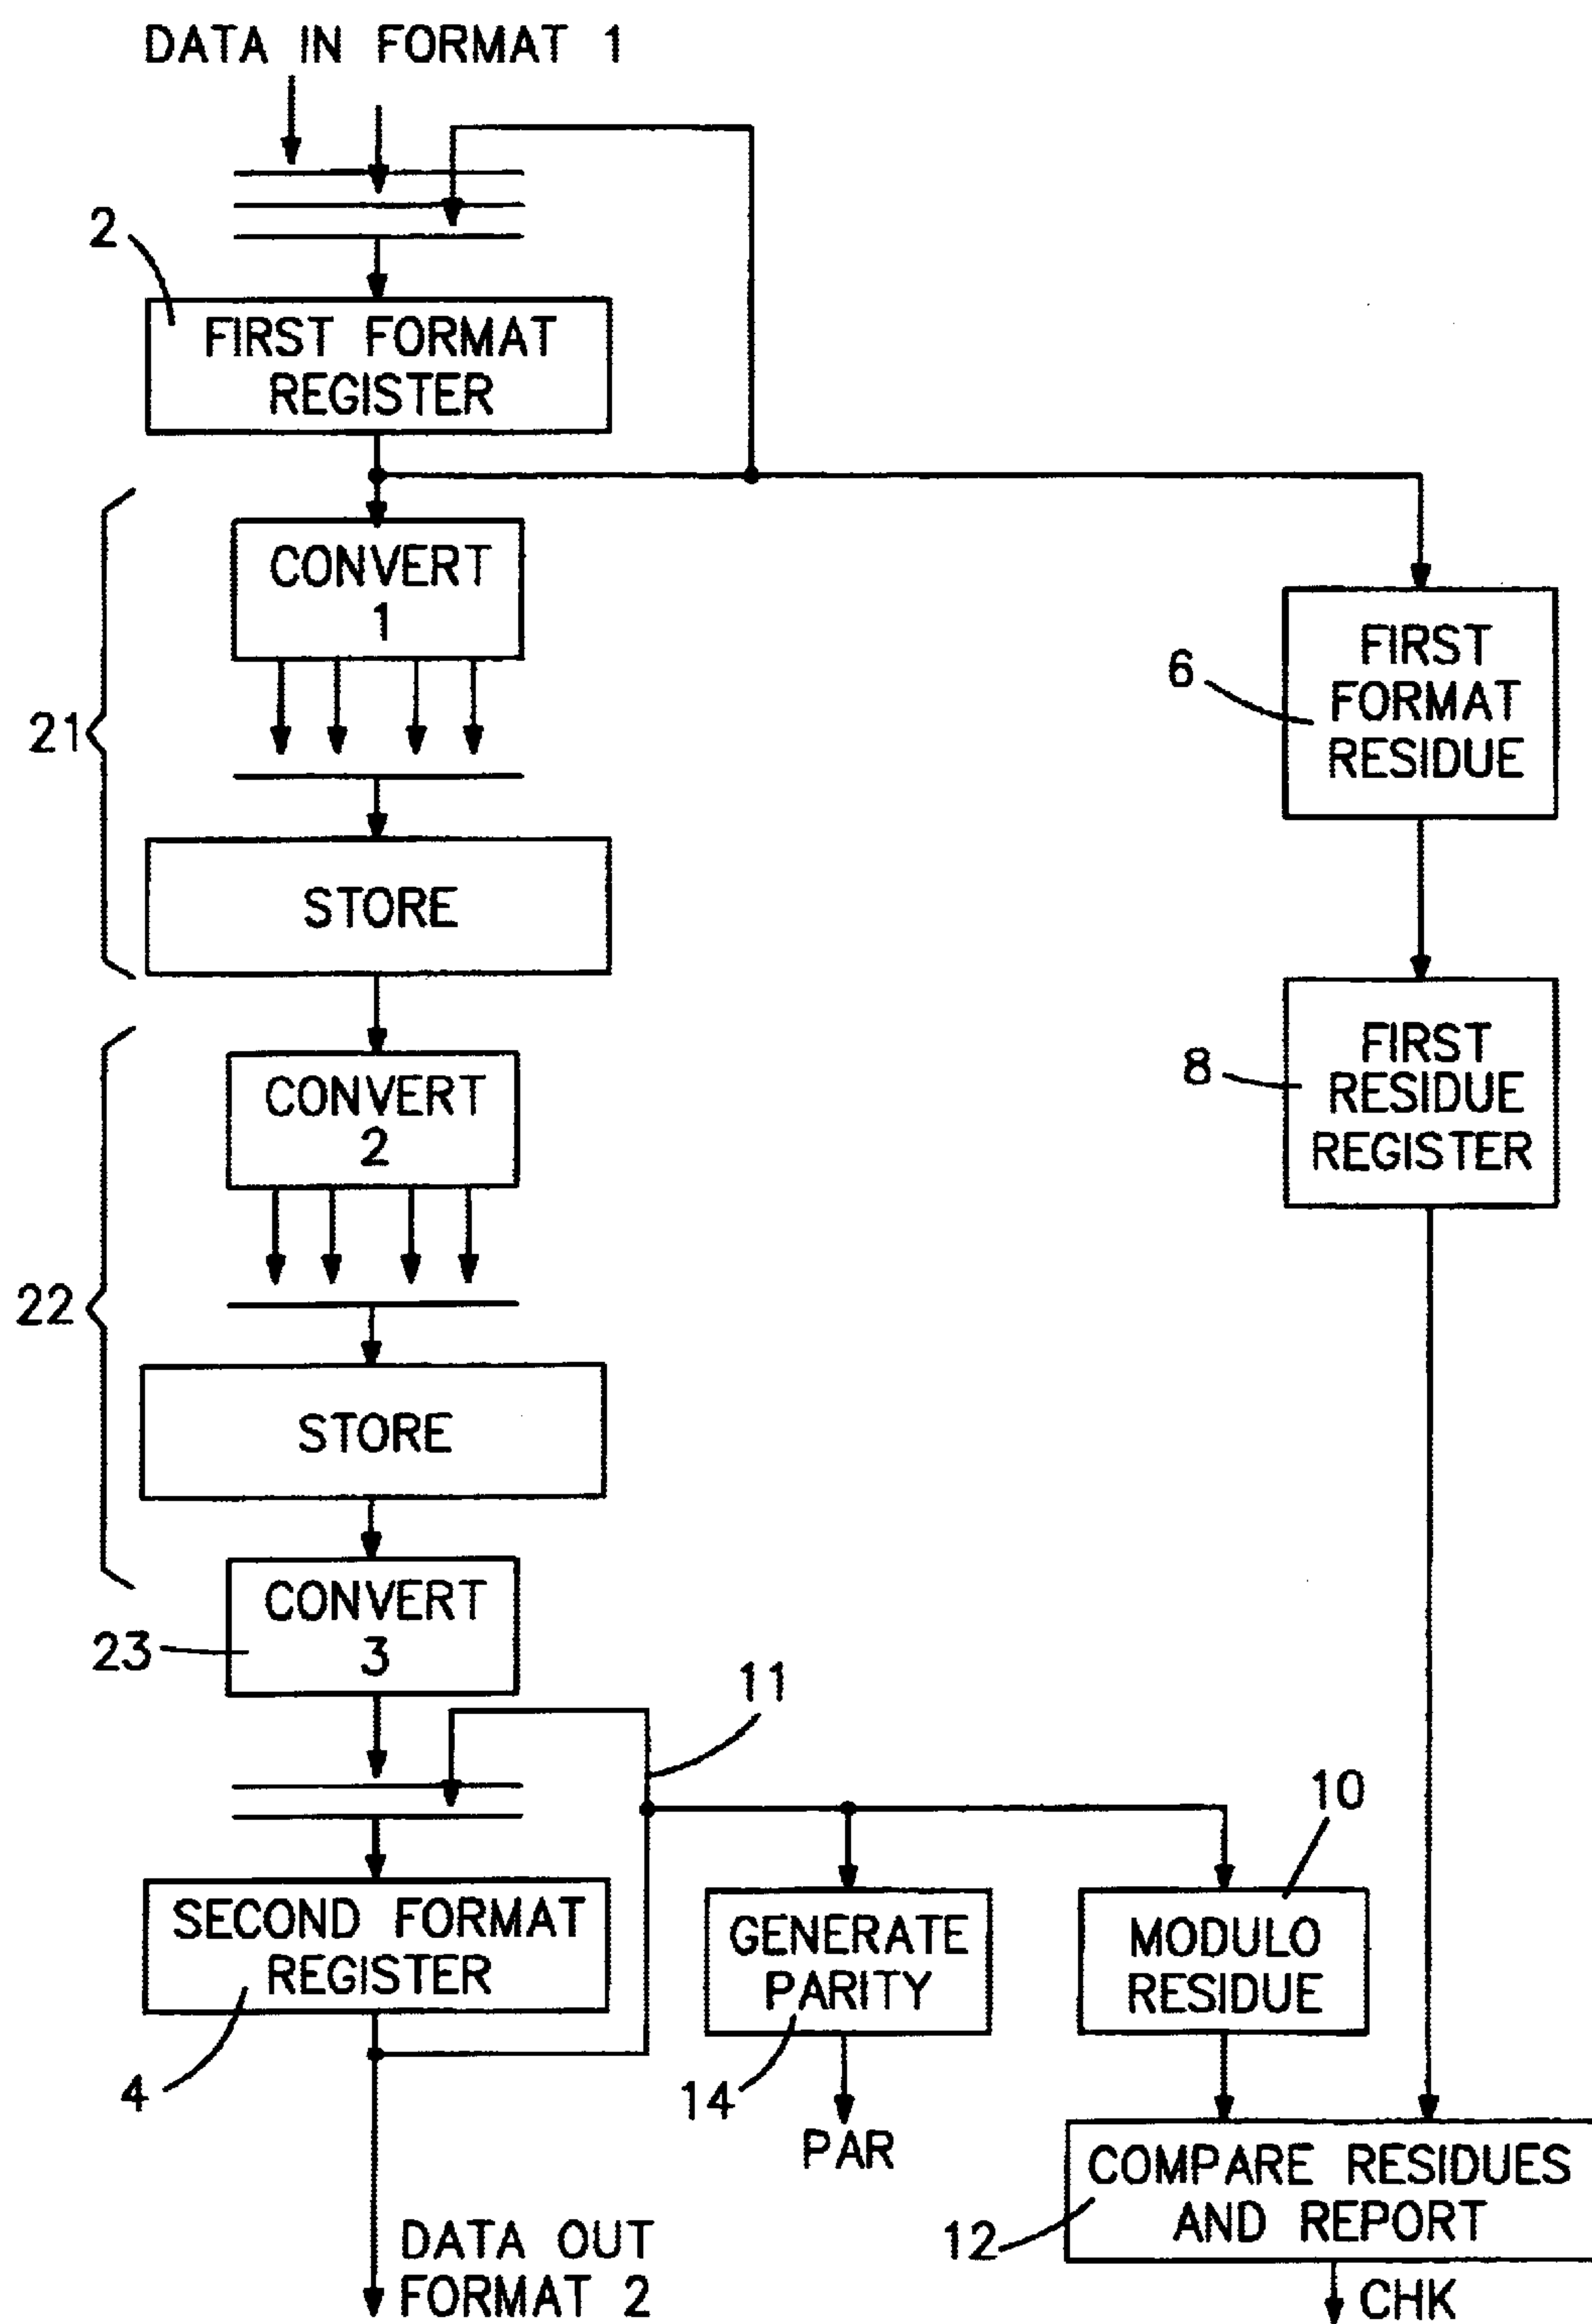 DATA IN FORMAT 1
2
FIRST FORMAT
REGISTER
CONVERT
1
21
STORE
6
FIRST
FORMAT
RESIDUE
8
FIRST
RESIDUE
REGISTER
CONVERT
2
22
STORE
CONVERT
3
23
11
10
SECOND FORMAT
REGISTER
4
GENERATE
PARITY
14
PAR
MODULO
RESIDUE
COMPARE RESIDUES
AND REPORT
12
CHK
DATA OUT
FORMAT 2